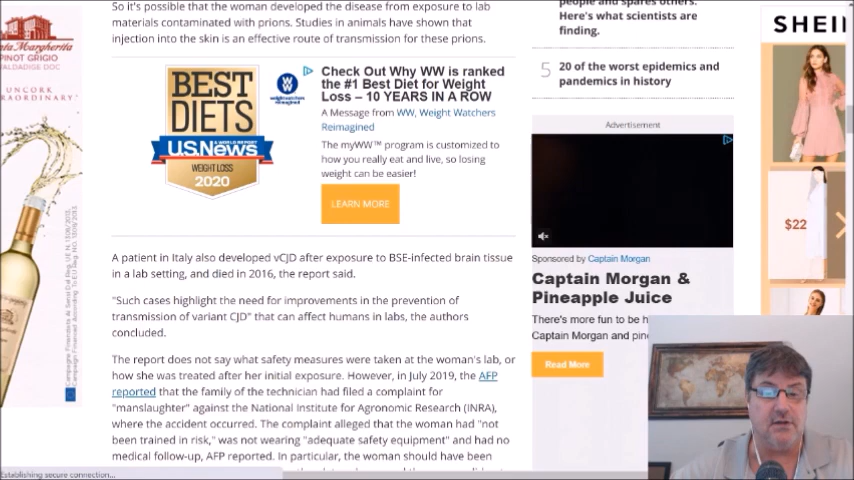 So it's possible that the woman developed the disease from exposure to lab
materials contaminated with prions. Studies in animals have shown that
injection into the skin is an effective route of transmission for these prions.
BEST
DIETS
U.S.News
WEIGHT LOSS
2020
Check Out Why WW is ranked
the #1 Best Diet for Weight
Loss – 10 YEARS IN A ROW
A Message from WW, Weight Watchers
Reimagined
The myWW™ program is customized to
how you really eat and live, so losing
weight can be easier!
LEARN MORE
A patient in Italy also developed vCJD after exposure to BSE-infected brain tissue
in a lab setting, and died in 2016, the report said.
"Such cases highlight the need for improvements in the prevention of
transmission of variant CJD" that can affect humans in labs, the authors
concluded.
The report does not say what safety measures were taken at the woman's lab, or
how she was treated after her initial exposure. However, in July 2019, the AFP
reported that the family of the technician had filed a complaint for
"manslaughter" against the National Institute for Agronomic Research (INRA),
where the accident occurred. The complaint alleged that the woman had "not
been trained in risk," was not wearing "adequate safety equipment" and had no
medical follow-up, AFP reported. In particular, the woman should have been
people and spares others.
Here's what scientists are
finding.
5
20 of the worst epidemics and
pandemics in history
Advertisement
Sponsored by Captain Morgan
Captain Morgan &
Pineapple Juice
There's more fun to be
Captain Morgan and
Read More
SHEIN
$22
Margherita
PINOT GRIGIO
VALDADIGE DOC
UNCORK
Establishing secure connection...